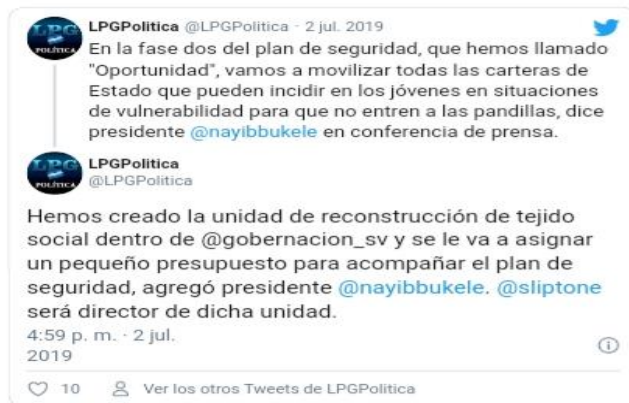 LPGPolitica @LPGPolitica · 2 jul. 2019
LPG
POLÍTICA
En la fase dos del plan de seguridad, que hemos llamado
"Oportunidad", vamos a movilizar todas las carteras de
Estado que pueden incidir en los jóvenes en situaciones
de vulnerabilidad para que no entren a las pandillas, dice
presidente @nayibbukele en conferencia de prensa.
LPG
POLÍTICA
LPGPolitica
@LPGPolitica
Hemos creado la unidad de reconstrucción de tejido
social dentro de @gobernacion_sv y se le va a asignar
un pequeño presupuesto para acompañar el plan de
seguridad, agregó presidente @nayibbukele. @sliptone
será director de dicha unidad.
4:59 p. m. · 2 jul.
2019
10 Ver los otros Tweets de LPGPolitica